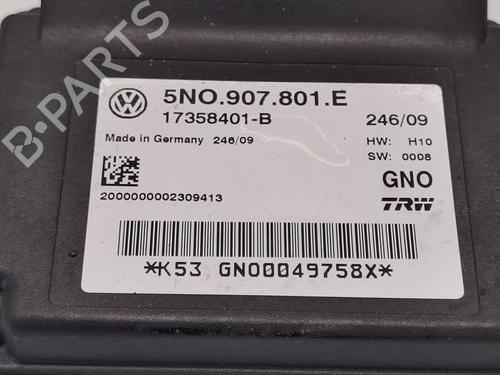 B-PARTS
5NO.907.801.E
17358401-B
246/09
Made in Germany 246/09
HW: H10
SW: 0008
GNO
2000000002309413
TRW
*K53 GNO0049758X*